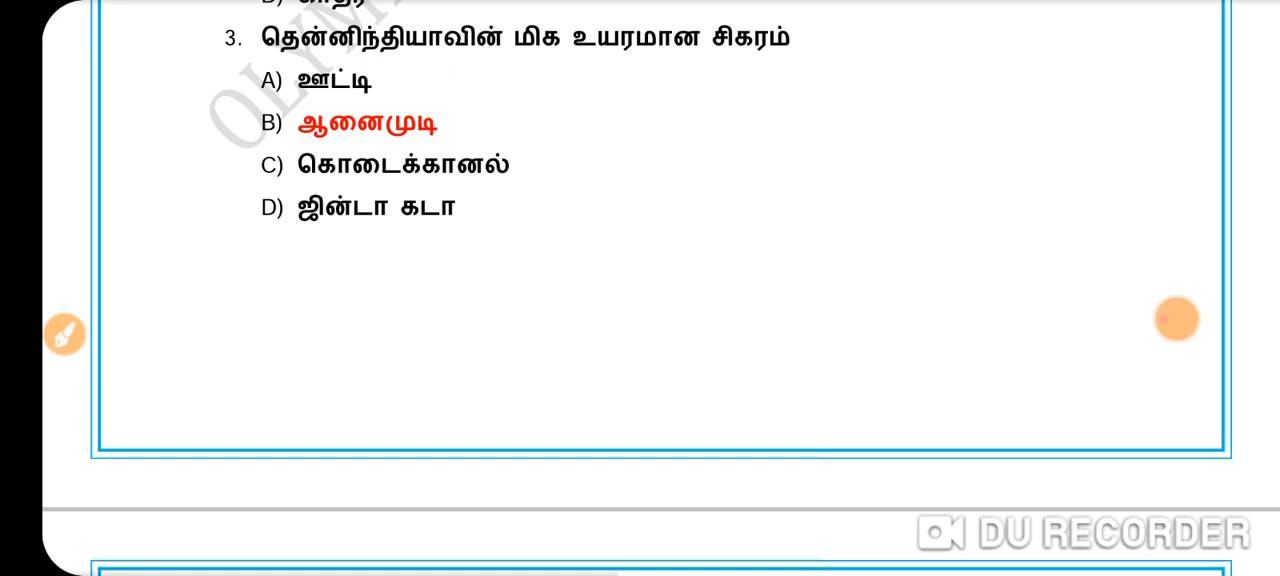 3. தென்னிந்தியாவின் மிக உயரமான சிகரம்
A) ஊட்டி
B) ஆனைமுடி
C) கொடைக்கானல்
D) ஜின்டா கடா
DU RECORDER